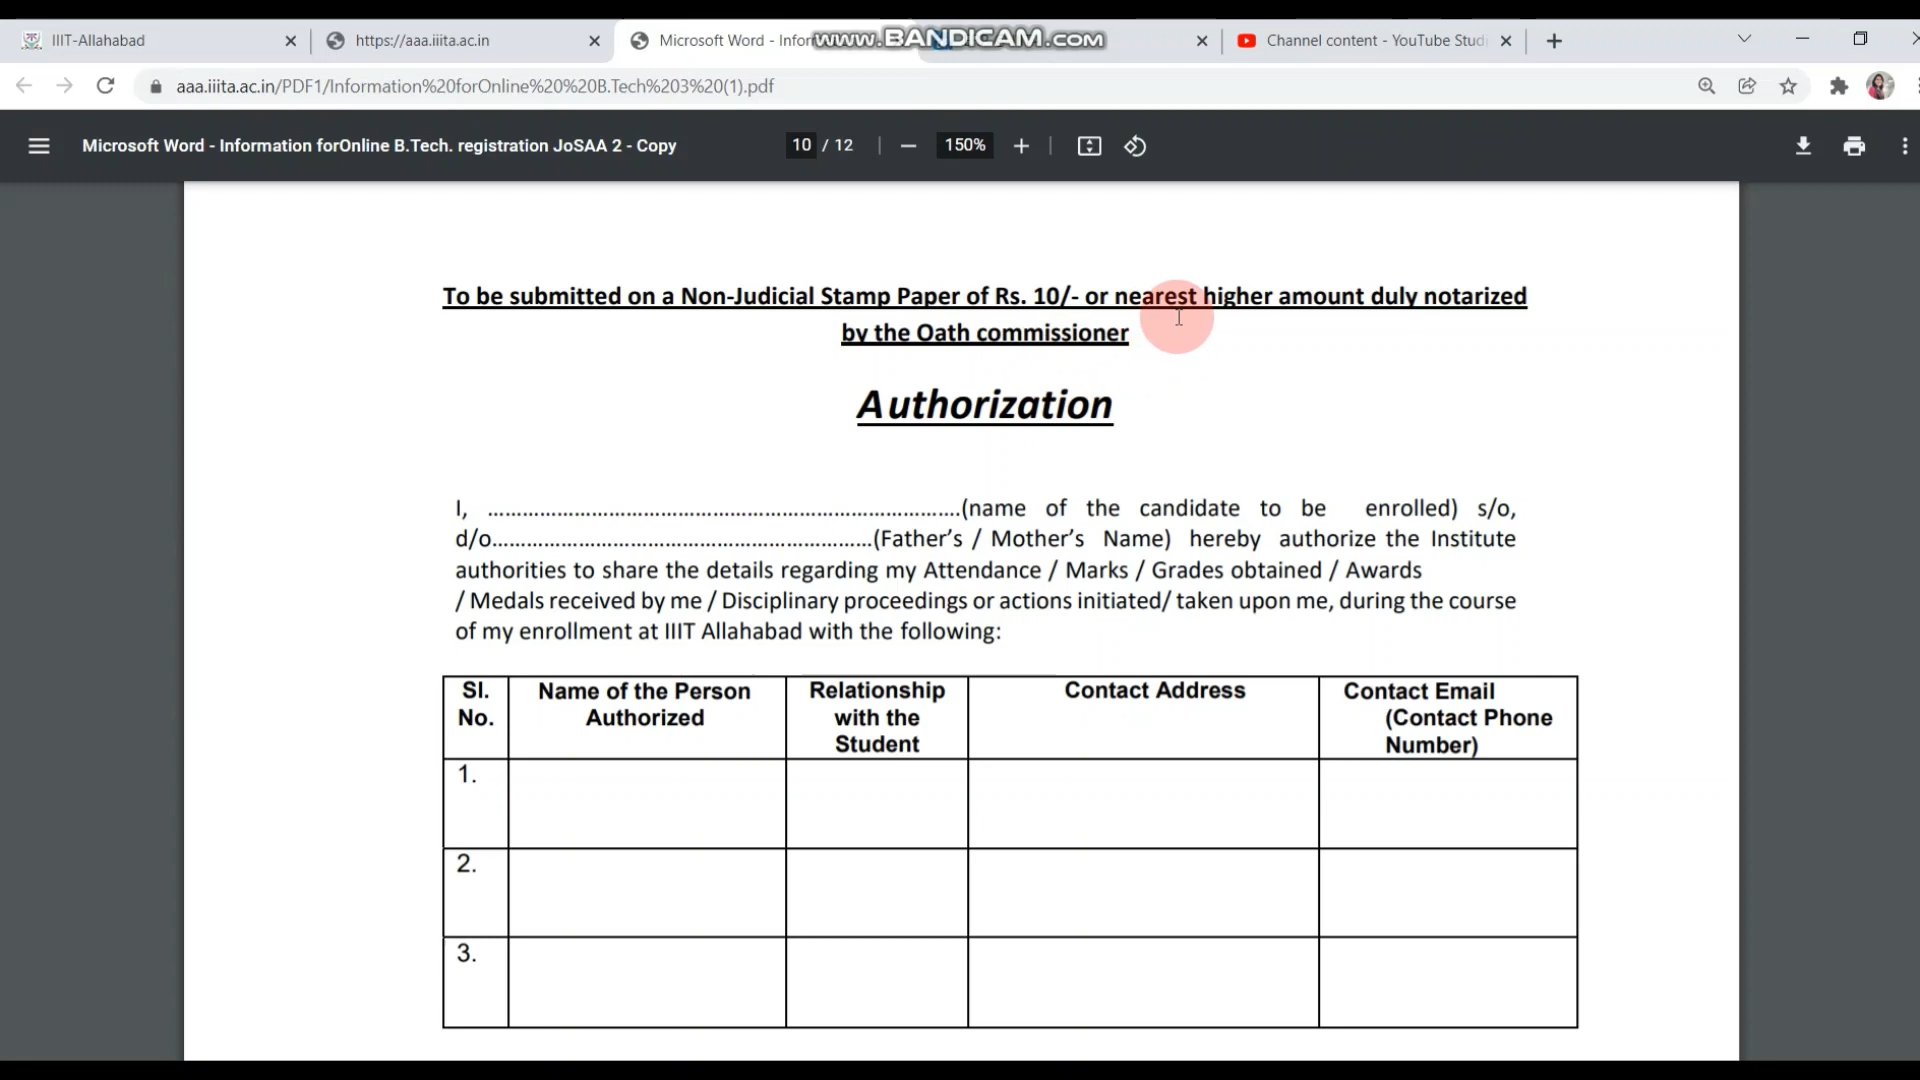 IIIT-Allahabad
https://aaa.iiita.ac.in
Microsoft Word - Infor
www.BANDICAM.com
Channel content - YouTube Studi
aaa.iiita.ac.in/PDF1/Information%20forOnline%20%20B.Tech%203%20(1).pdf
Microsoft Word - Information forOnline B.Tech. registration JoSAA 2 - Copy
10 / 12
150%
To be submitted on a Non-Judicial Stamp Paper of Rs. 10/- or nearest higher amount duly notarized
by the Oath commissioner
Authorization
I, ……………………………………………………………………….(name of the candidate to be enrolled) s/o,
d/o…………………………………………………………(Father's / Mother's Name) hereby authorize the Institute
authorities to share the details regarding my Attendance / Marks / Grades obtained / Awards
/ Medals received by me / Disciplinary proceedings or actions initiated/ taken upon me, during the course
of my enrollment at IIIT Allahabad with the following:
Sl.
No.
Name of the Person
Authorized
Relationship
with the
Student
Contact Address
Contact Email
(Contact Phone
Number)
1.
2.
3.